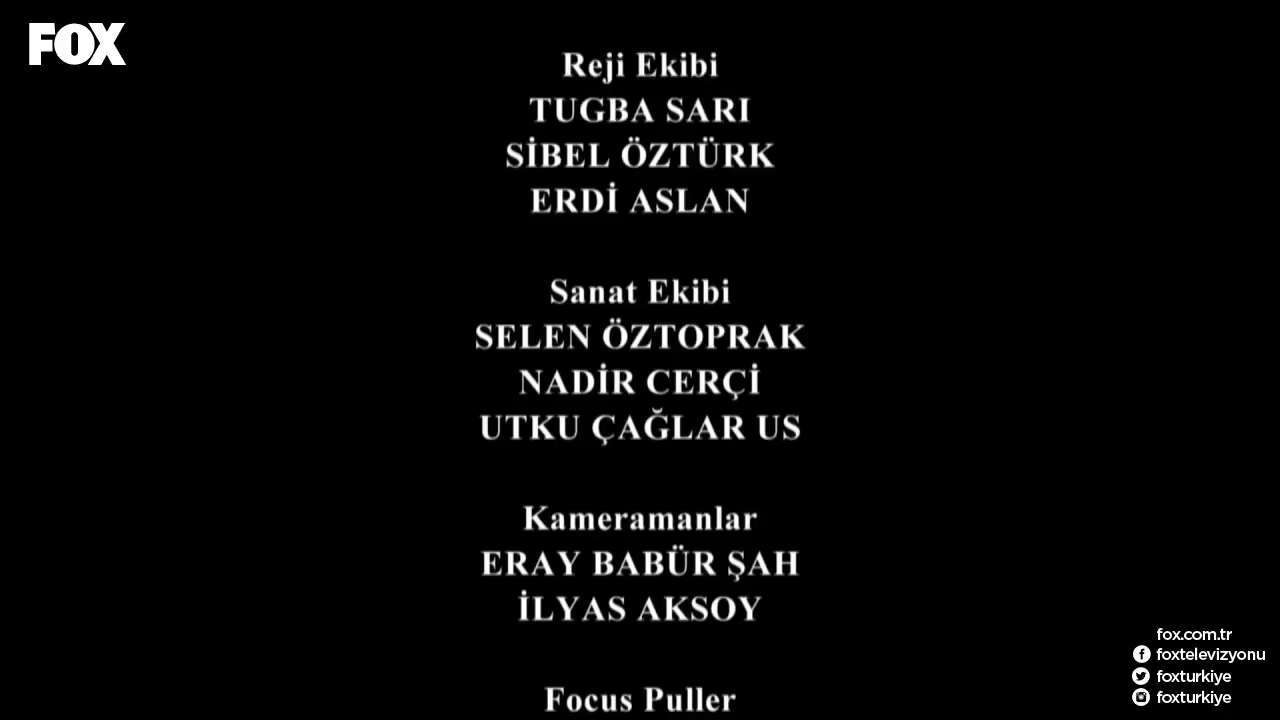 FOX
Reji Ekibi
TUGBA SARI
SİBEL ÖZTÜRK
ERDİ ASLAN
Sanat Ekibi
SELEN ÖZTOPRAK
NADİR CERÇİ
UTKU ÇAĞLAR US
Kameramanlar
ERAY BABÜR ŞAH
İLYAS AKSOY
Focus Puller
fox.com.tr
foxtelevizyonu
foxturkiye
foxturkiye